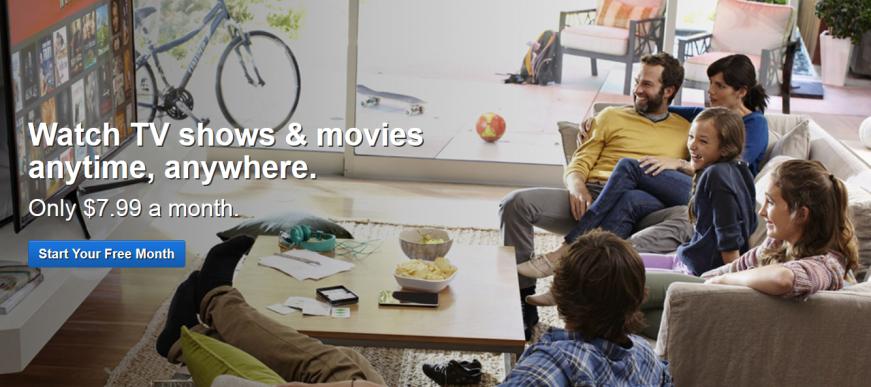 Watch TV shows & movies
anytime, anywhere.
Only $7.99 a month.
Start Your Free Month